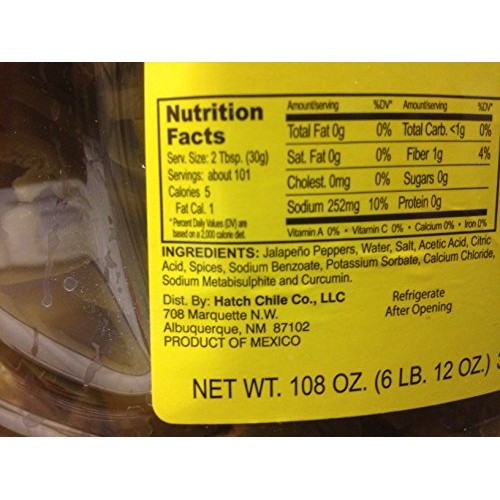 Nutrition Facts
Serv. Size: 2 Tbsp. (30g)
Servings: about 101
Calories 5
Fat Cal. 1
*Percent Daily Values (DV) are
based on a 2,000 calorie diet.
Amount/serving %DV* Amount/serving %DV*
Total Fat 0g 0% Total Carb. <1g 0%
Sat. Fat 0g 0% Fiber 1g 4%
Cholest. 0mg 0% Sugars 0g
Sodium 252mg 10% Protein 0g
Vitamin A 0% • Vitamin C 0% • Calcium 0% • Iron 0%
INGREDIENTS: Jalapeño Peppers, Water, Salt, Acetic Acid, Citric
Acid, Spices, Sodium Benzoate, Potassium Sorbate, Calcium Chloride,
Sodium Metabisulphite and Curcumin.
Dist. By: Hatch Chile Co., LLC
708 Marquette N.W.
Albuquerque, NM 87102
PRODUCT OF MEXICO
Refrigerate
After Opening
NET WT. 108 OZ. (6 LB. 12 OZ.)